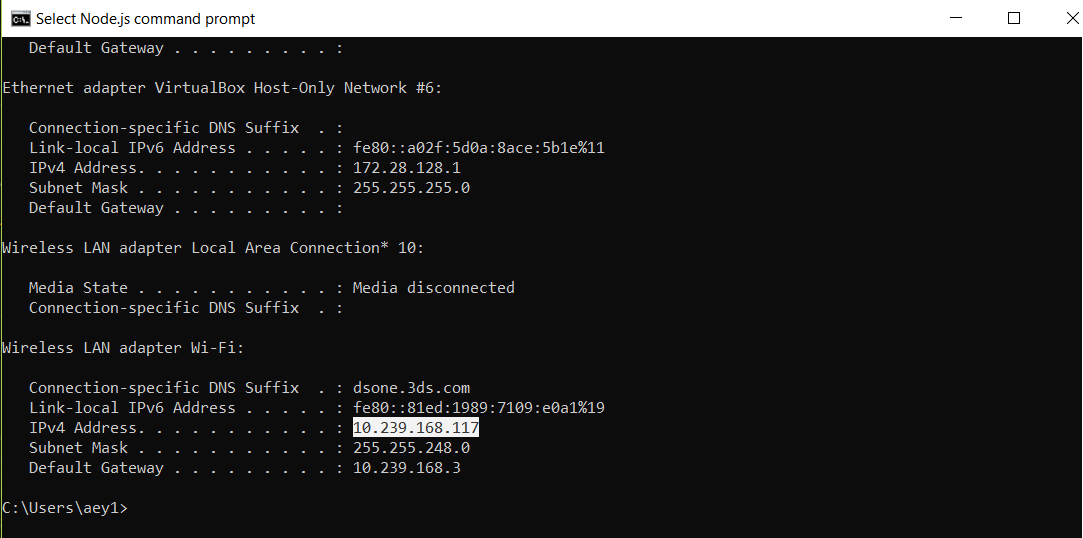 Select Node.js command prompt
Default Gateway . . . . . . . . . :
Ethernet adapter VirtualBox Host-Only Network #6:
Connection-specific DNS Suffix  . :
Link-local IPv6 Address . . . . . : fe80::a02f:5d0a:8ace:5b1e%11
IPv4 Address. . . . . . . . . . . : 172.28.128.1
Subnet Mask . . . . . . . . . . . : 255.255.255.0
Default Gateway . . . . . . . . . :
Wireless LAN adapter Local Area Connection* 10:
Media State . . . . . . . . . . . : Media disconnected
Connection-specific DNS Suffix  . :
Wireless LAN adapter Wi-Fi:
Connection-specific DNS Suffix  . : dsone.3ds.com
Link-local IPv6 Address . . . . . : fe80::81ed:1989:7109:e0a1%19
IPv4 Address. . . . . . . . . . . : 10.239.168.117
Subnet Mask . . . . . . . . . . . : 255.255.248.0
Default Gateway . . . . . . . . . : 10.239.168.3
C:\Users\aey1>